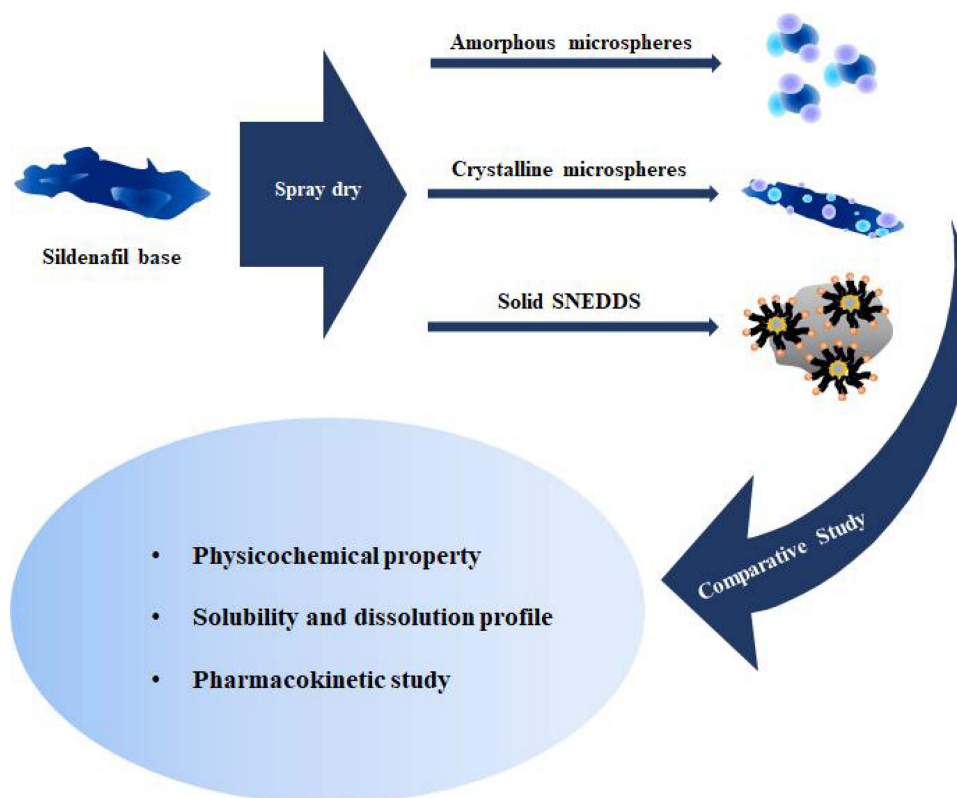 Amorphous microspheres
Crystalline microspheres
Spray dry
Sildenafil base
Solid SNEDDS
Comparative Study
• Physicochemical property
• Solubility and dissolution profile
• Pharmacokinetic study